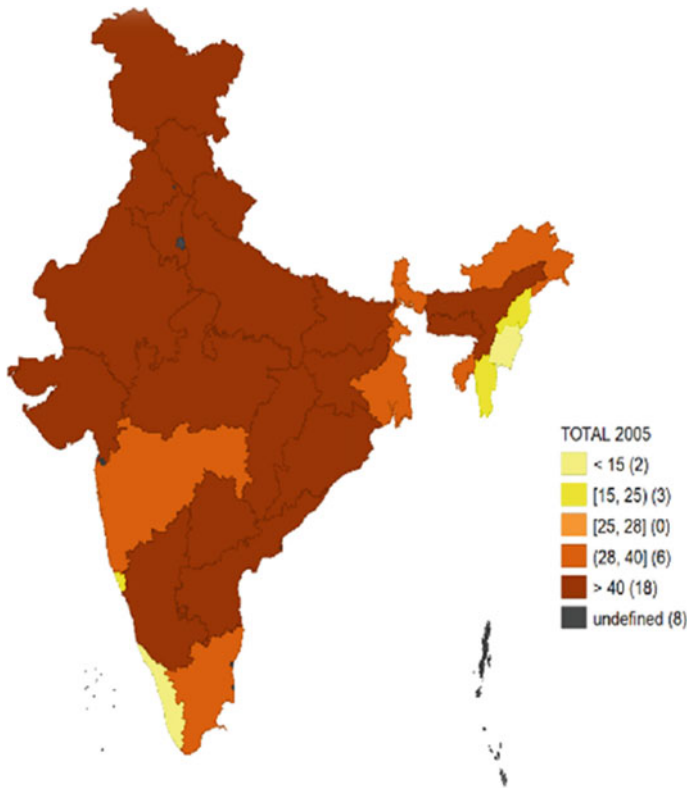 TOTAL 2005
< 15 (2)
[15, 25) (3)
[25, 28] (0)
(28, 40] (6)
> 40 (18)
undefined (8)